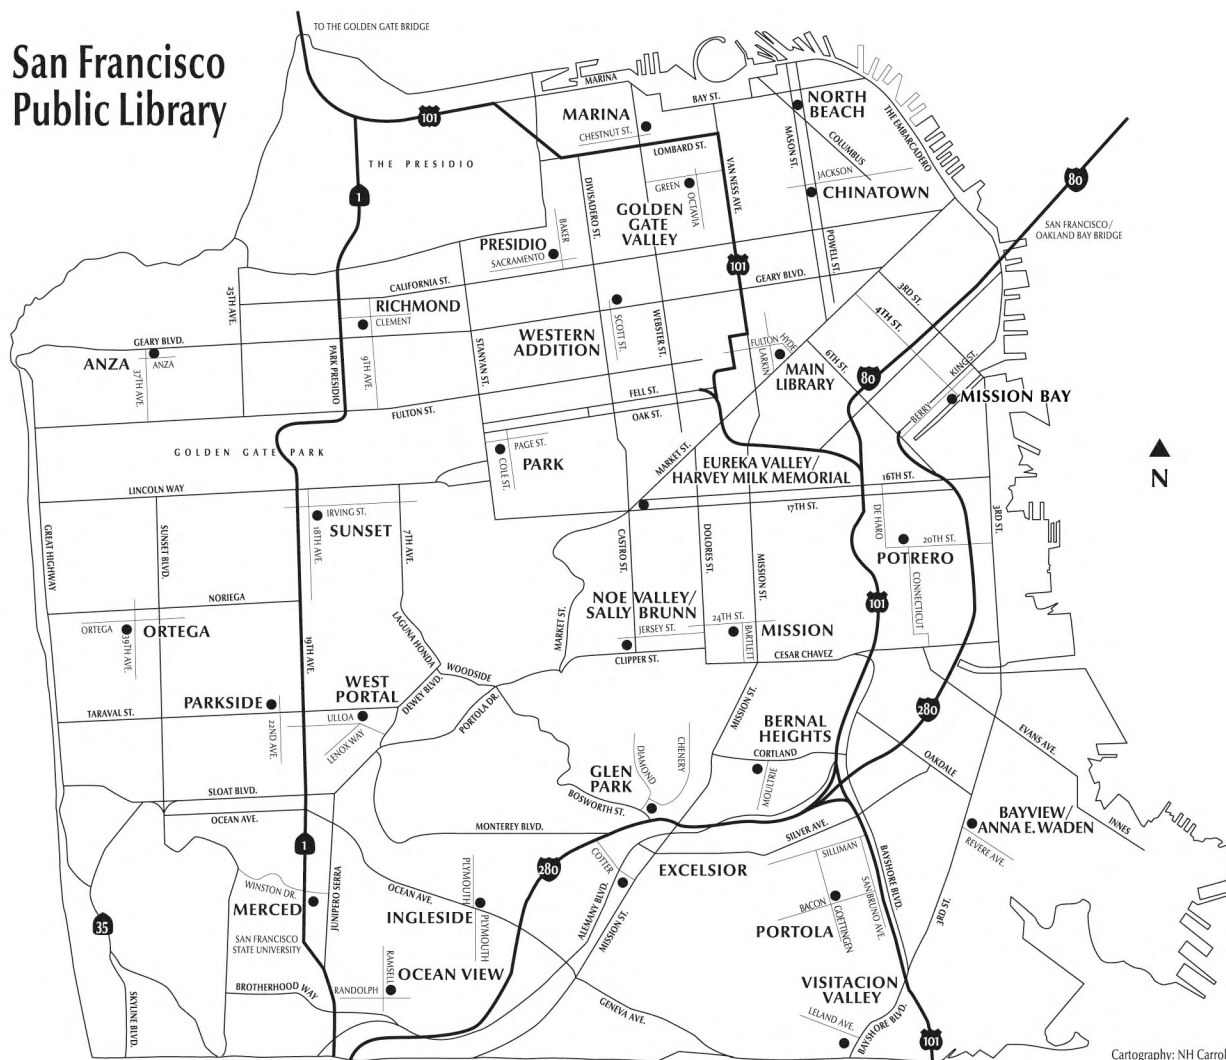 San Francisco
Public Library
TO THE GOLDEN GATE BRIDGE
MARINA
BAY ST.
NORTH
BEACH
THE EMBARCADERO
101
MARINA
CHESTNUT ST.
MASON ST.
COLUMBUS
THE PRESIDIO
LOMBARD ST.
VAN NESS AVE.
JACKSON
CHINATOWN
80
1
DIVISADERO ST.
GREEN
OCTAVIA
GOLDEN
GATE
VALLEY
BAKER
PRESIDIO
SACRAMENTO
POWELL ST.
SAN FRANCISCO/
OAKLAND BAY BRIDGE
101
25TH AVE.
CALIFORNIA ST.
GEARY BLVD.
3RD ST.
RICHMOND
CLEMENT
SCOTT ST.
WEBSTER ST.
4TH ST.
WESTERN
ADDITION
GEARY BLVD.
ANZA
ANZA
37TH AVE.
PARK PRESIDIO
9TH AVE.
STANYAN ST.
FULTON
HYDE
LARKIN
MAIN
LIBRARY
6TH ST.
KING ST.
80
BERRY
MISSION BAY
FULTON ST.
FELL ST.
OAK ST.
GOLDEN GATE PARK
PAGE ST.
COLE ST.
PARK
MARKET ST.
EUREKA VALLEY/
HARVEY MILK MEMORIAL
N
LINCOLN WAY
16TH ST.
17TH ST.
IRVING ST.
SUNSET
18TH AVE.
7TH AVE.
GREAT HIGHWAY
SUNSET BLVD.
CASTRO ST.
DOLORES ST.
MISSION ST.
DE HARO
20TH ST.
POTRERO
3RD ST.
CONNECTICUT
NORIEGA
NOE VALLEY/
SALLY BRUNN
JERSEY ST.
24TH ST.
BARTLETT
MISSION
101
ORTEGA
ORTEGA
39TH AVE.
19TH AVE.
LAGUNA HONDA
MARKET ST.
CLIPPER ST.
CESAR CHAVEZ
WOODSIDE
DEWEY BLVD.
PORTOLA DR.
WEST
PORTAL
PARKSIDE
TARAVAL ST.
22ND AVE.
ULLOA
LENOX WAY
MISSION ST.
BERNAL
HEIGHTS
CORTLAND
MOULTRIE
280
EVANS AVE.
OAKDALE
GLEN
PARK
DIAMOND
CHENERY
BOSWORTH ST.
SLOAT BLVD.
OCEAN AVE.
MONTEREY BLVD.
SILVER AVE.
BAYVIEW/
ANNA E. WADEN
INNES
REVERE AVE.
1
280
COTTER
EXCELSIOR
SILLIMAN
BAYSHORE BLVD.
WINSTON DR.
MERCED
JUNIPERO SERRA
OCEAN AVE.
PLYMOUTH
PLYMOUTH
INGLESIDE
ALEMANY BLVD.
MISSION ST.
BACON
GOETTINGEN
SAN BRUNO AVE.
PORTOLA
3RD ST.
35
SAN FRANCISCO
STATE UNIVERSITY
RAMSELL
OCEAN VIEW
RANDOLPH
BROTHERHOOD WAY
SKYLINE BLVD.
GENEVA AVE.
VISITACION
VALLEY
LELAND AVE.
BAYSHORE BLVD.
101
Cartography: NH Carrol